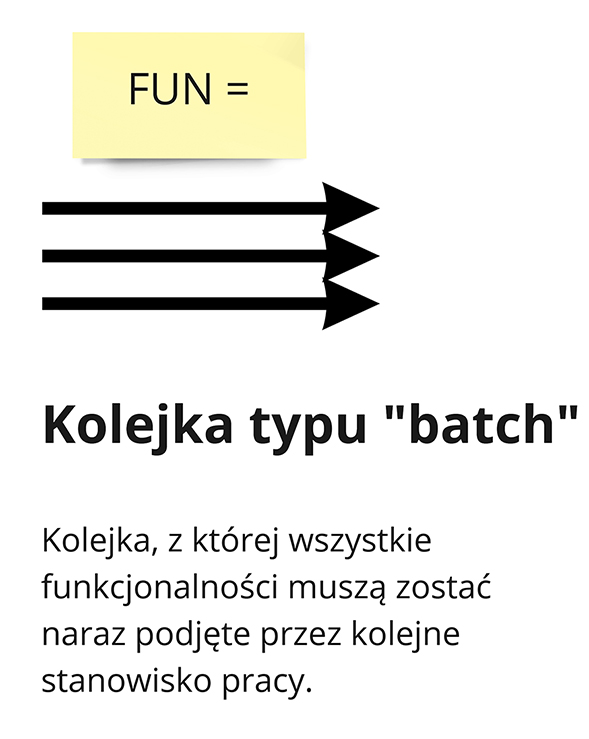 FUN =
Kolejka typu "batch"
Kolejka, z której wszystkie
funkcjonalności muszą zostać
naraz podjęte przez kolejne
stanowisko pracy.